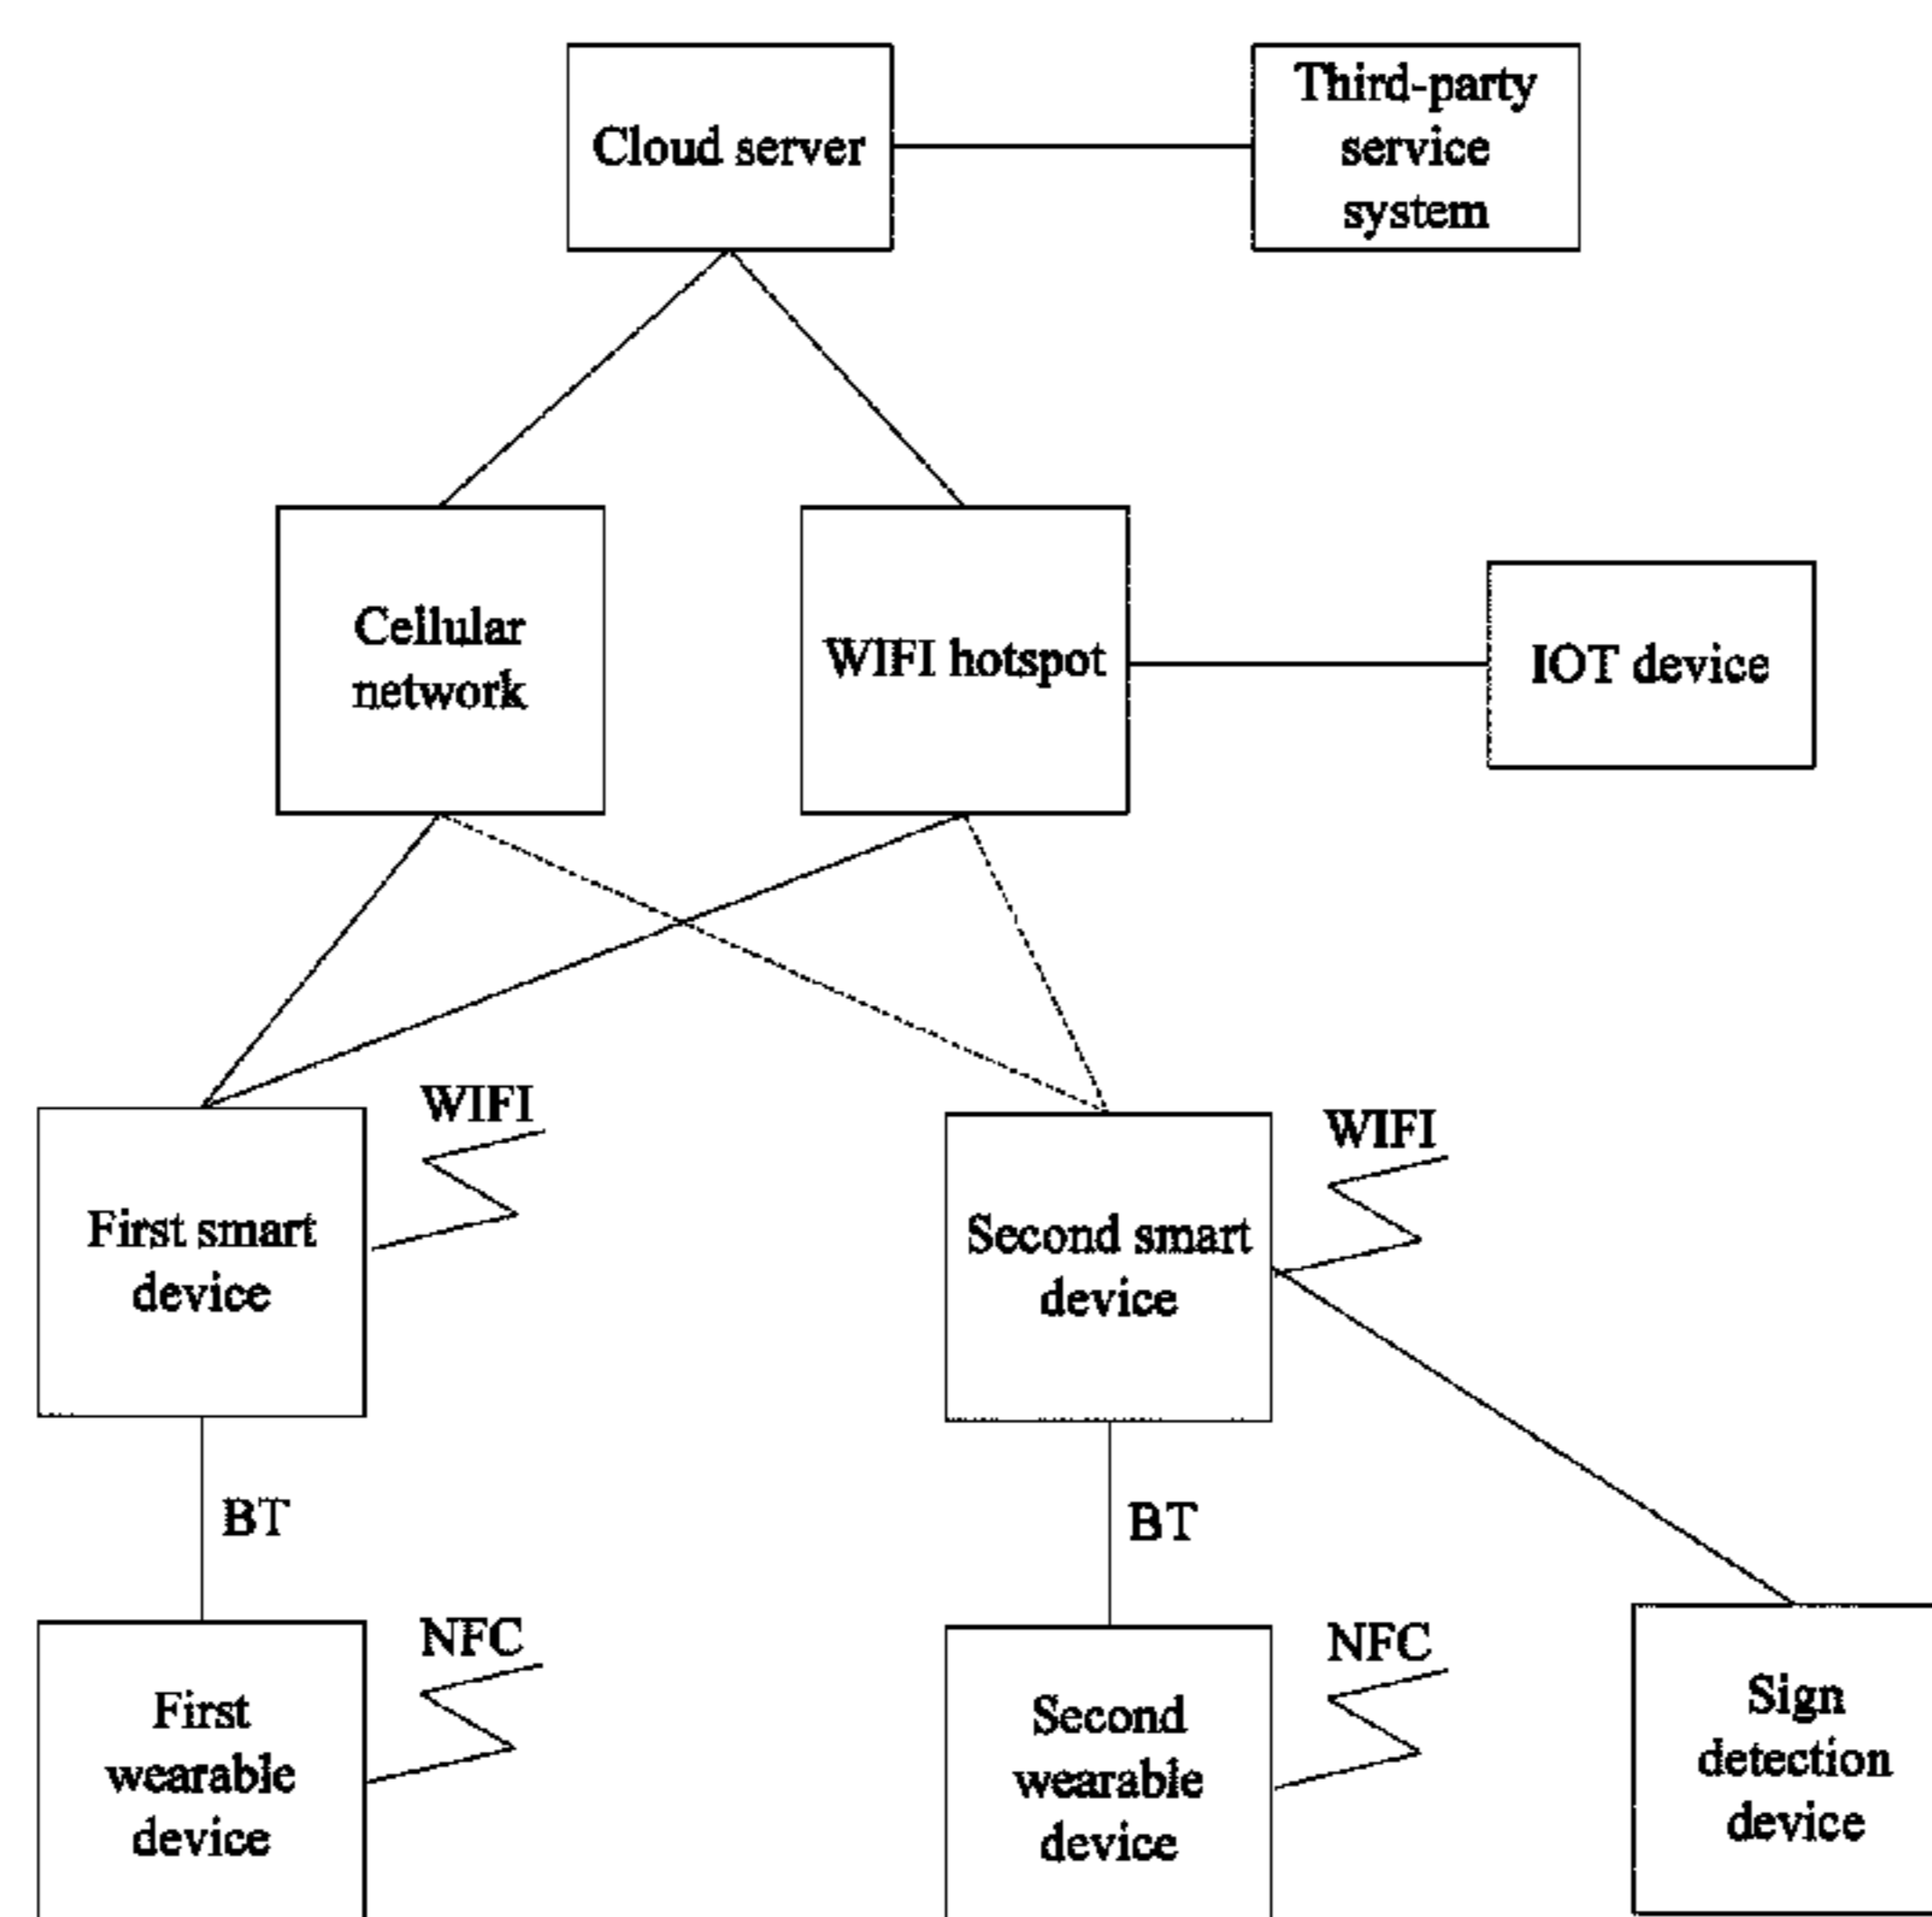 Cloud server
Third-party
service
system
Cellular
network
WIFI hotspot
IOT device
WIFI
First smart
device
WIFI
Second smart
device
BT
BT
NFC
First
wearable
device
NFC
Second
wearable
device
Sign
detection
device